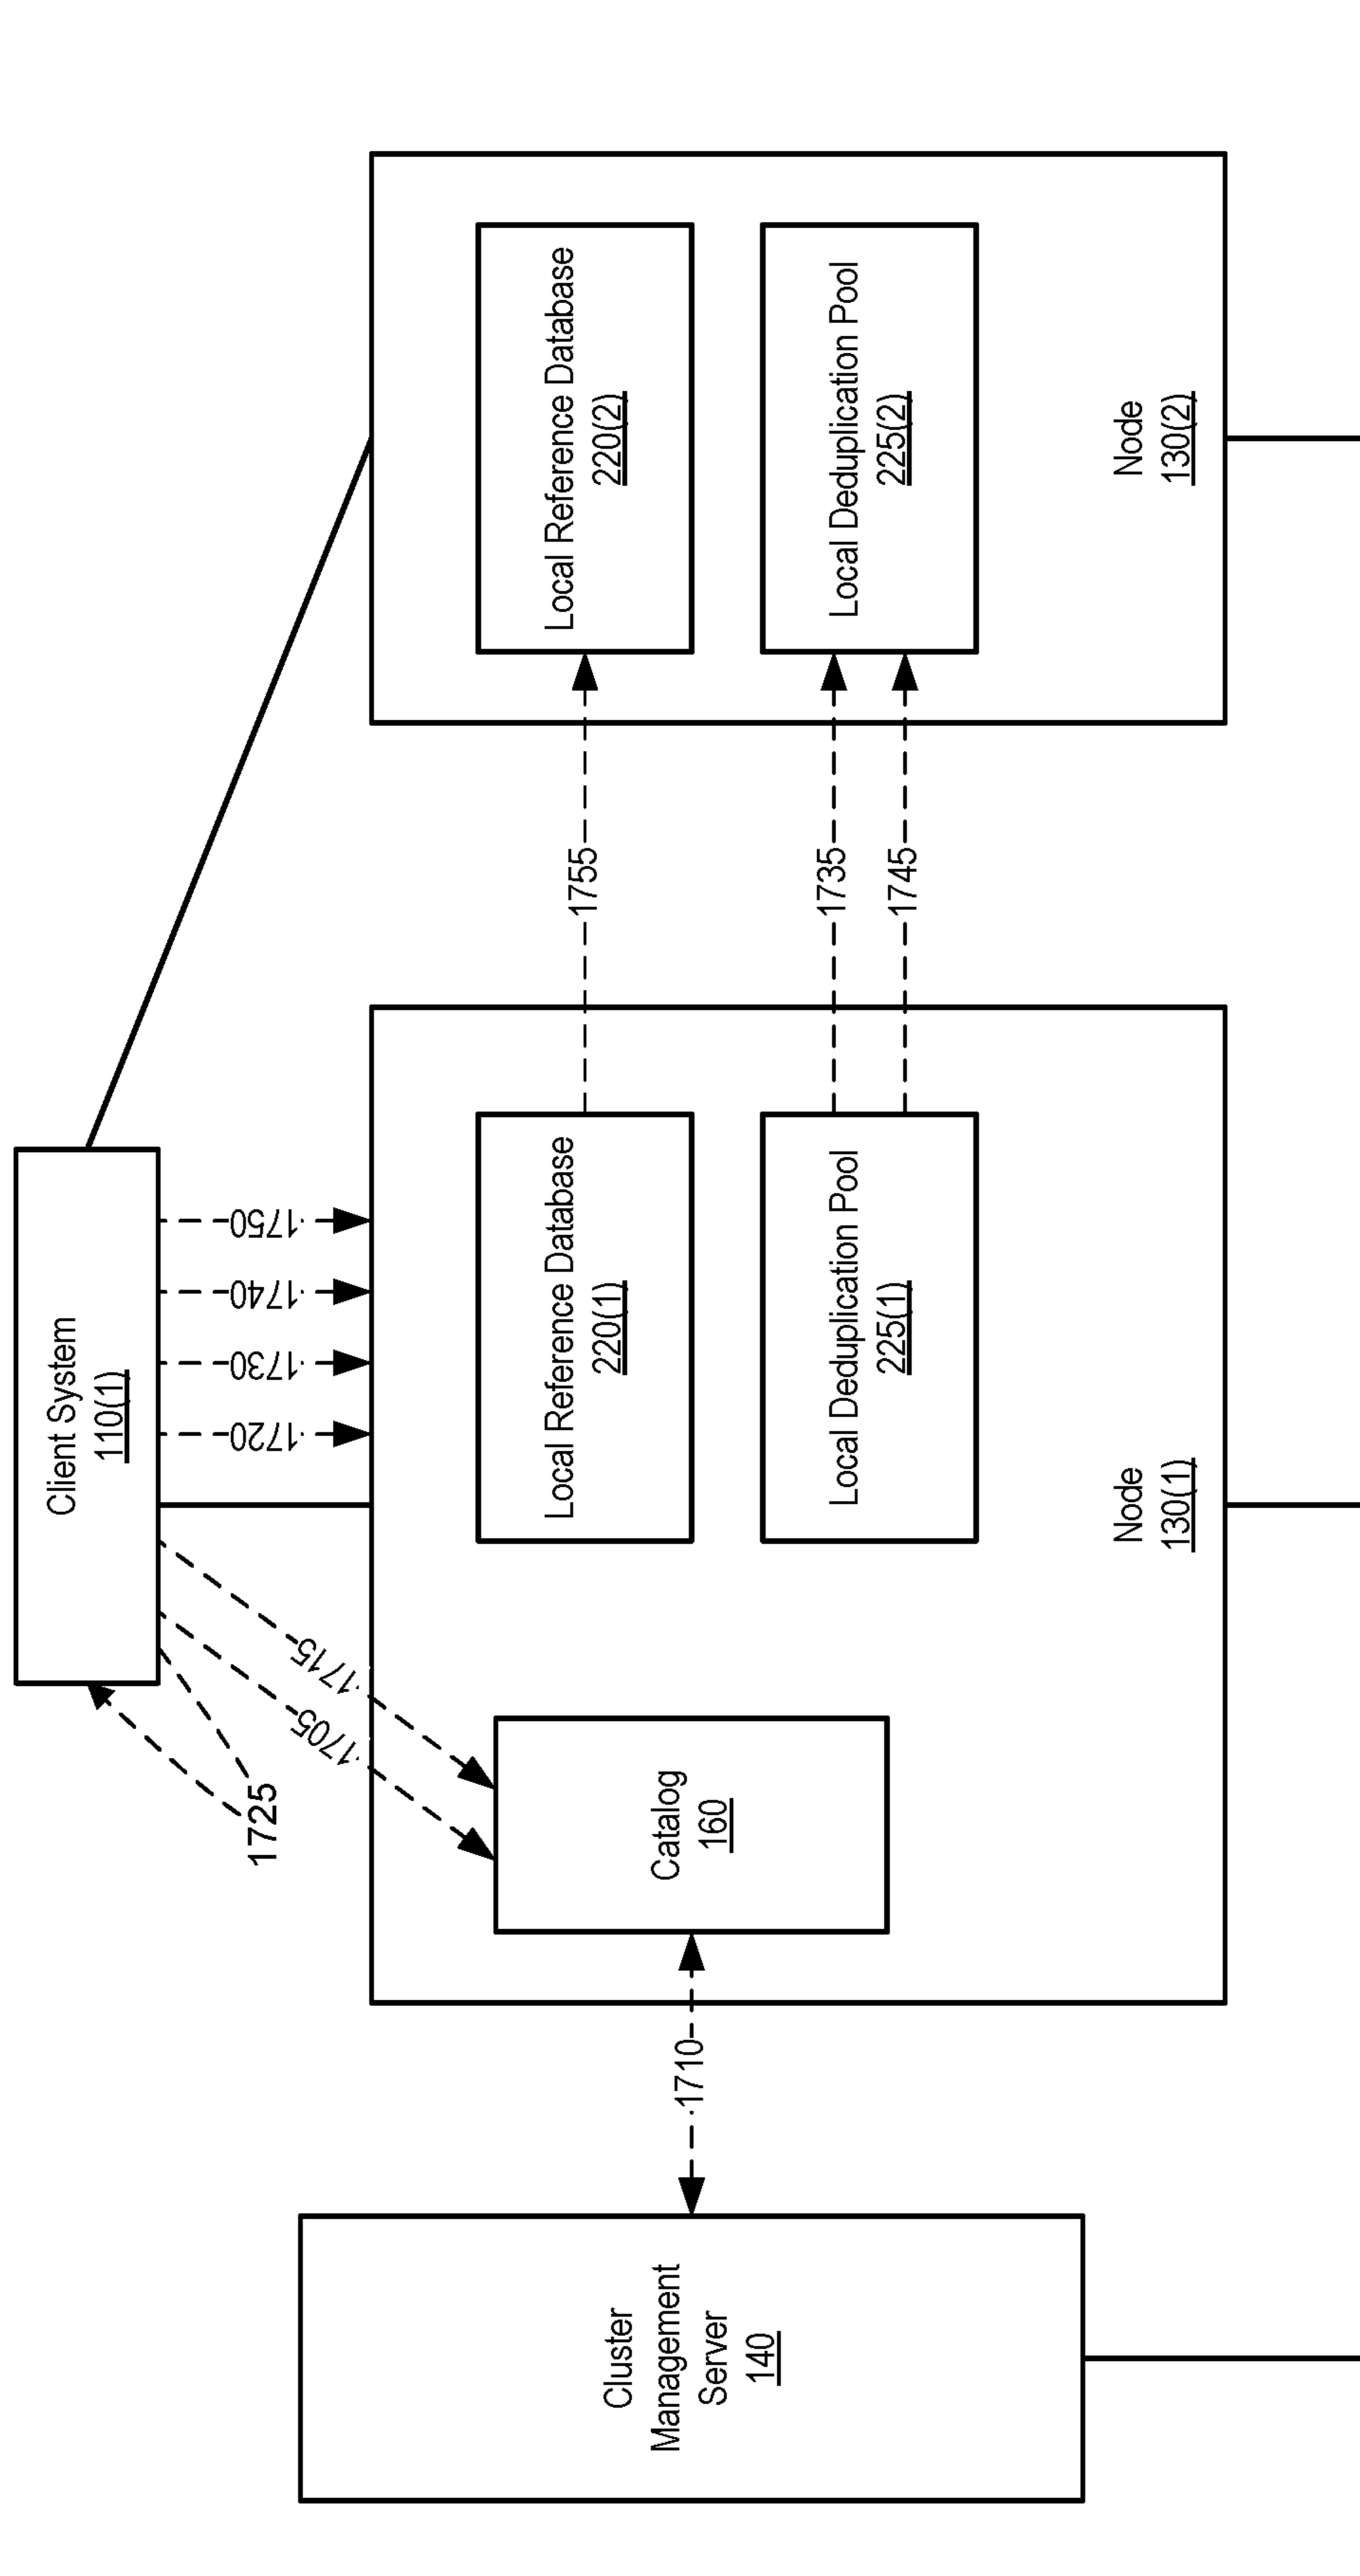 Client System
110(1)
1725
1705
1715
1720
1730
1740
1750
Cluster
Management
Server
140
1710
Catalog
160
Local Reference Database
220(1)
Local Deduplication Pool
225(1)
Node
130(1)
1755
1735
1745
Local Reference Database
220(2)
Local Deduplication Pool
225(2)
Node
130(2)